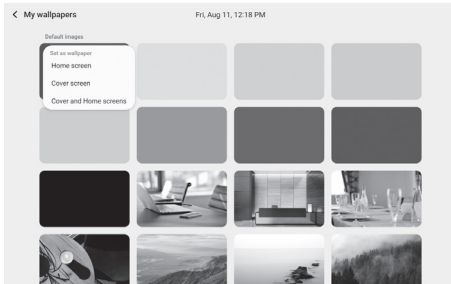 My wallpapers
Fri, Aug 11, 12:18 PM
Default images
Set as wallpaper
Home screen
Cover screen
Cover and Home screens